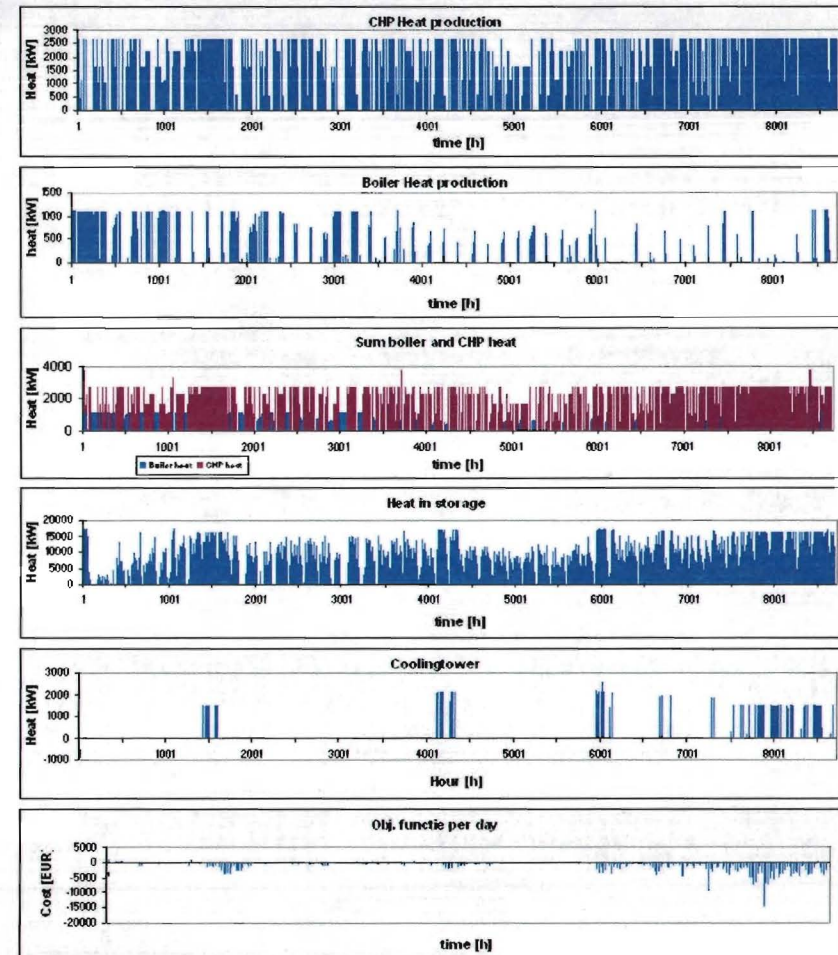 CHP Heat production
Heat [kW]
3000
2500
2000
1500
1000
500
0
1 1001 2001 3001 4001 5001 6001 7001 8001
time [h]
Boiler Heat production
heat [kW]
1500
1000
500
0
1 1001 2001 3001 4001 5001 6001 7001 8001
time [h]
Sum boiler and CHP heat
Heat [kW]
4000
2000
0
1 1001 2001 3001 4001 5001 6001 7001 8001
time [h]
Boiler heat CHP heat
Heat in storage
Heat [kW]
20000
15000
10000
5000
0
1 1001 2001 3001 4001 5001 6001 7001 8001
time [h]
Coolingtower
Heat [kW]
3000
2000
1000
0
-1000
1 1001 2001 3001 4001 5001 6001 7001 8001
Hour [h]
Obj. functie per day
Cost [EUR]
5000
0
-5000
-10000
-15000
-20000
time [h]